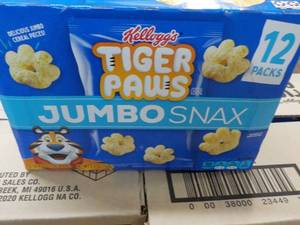 DELICIOUS JUMBO
CEREAL PIECES!
Kellogg's
TIGER
PAWS
12
PACKS
JUMBO SNAX
UTED BY
SALES CO.
EEK, MI 49016 U.S.A.
2020 KELLOGG NA CO.
0 00 38000 23449